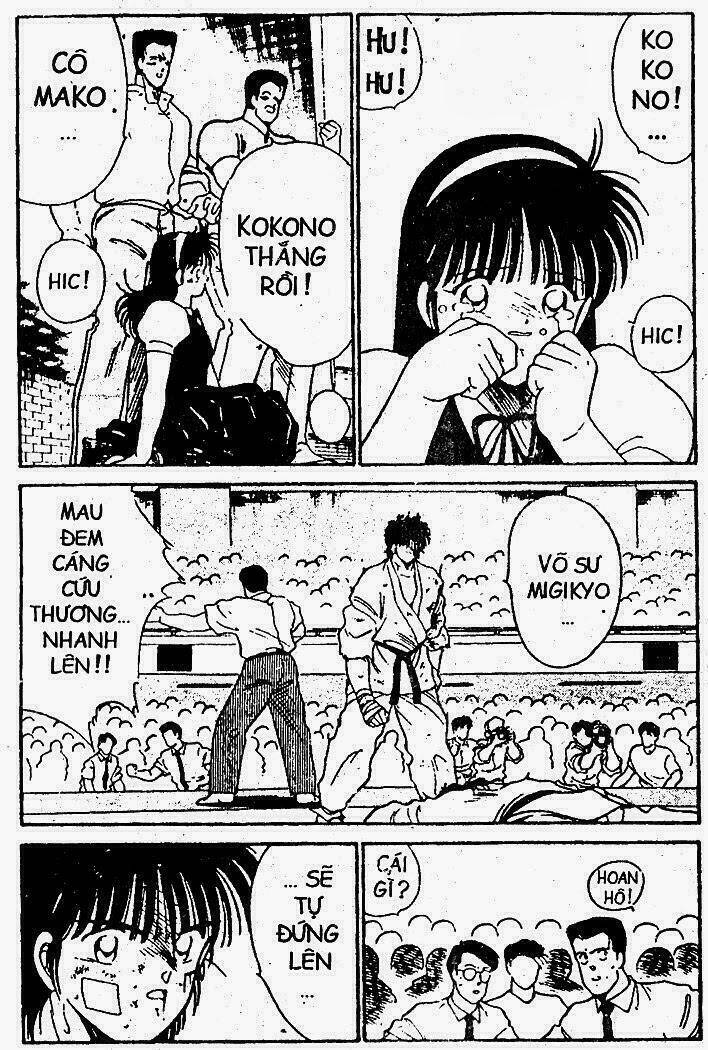 CÔ
MAKO
...
KOKONO
THẮNG
RỒI!
HIC!
HU!
HU!
KO
KO
NO!
...
HIC!
MAU
ĐEM
CÁNG
CỨU
THƯƠNG...
NHANH
LÊN!!
VÕ SƯ
MIGIKYO
...
... SẼ
TỰ
ĐỨNG
LÊN
...
CÁI
GÌ?
HOAN
HÔ!